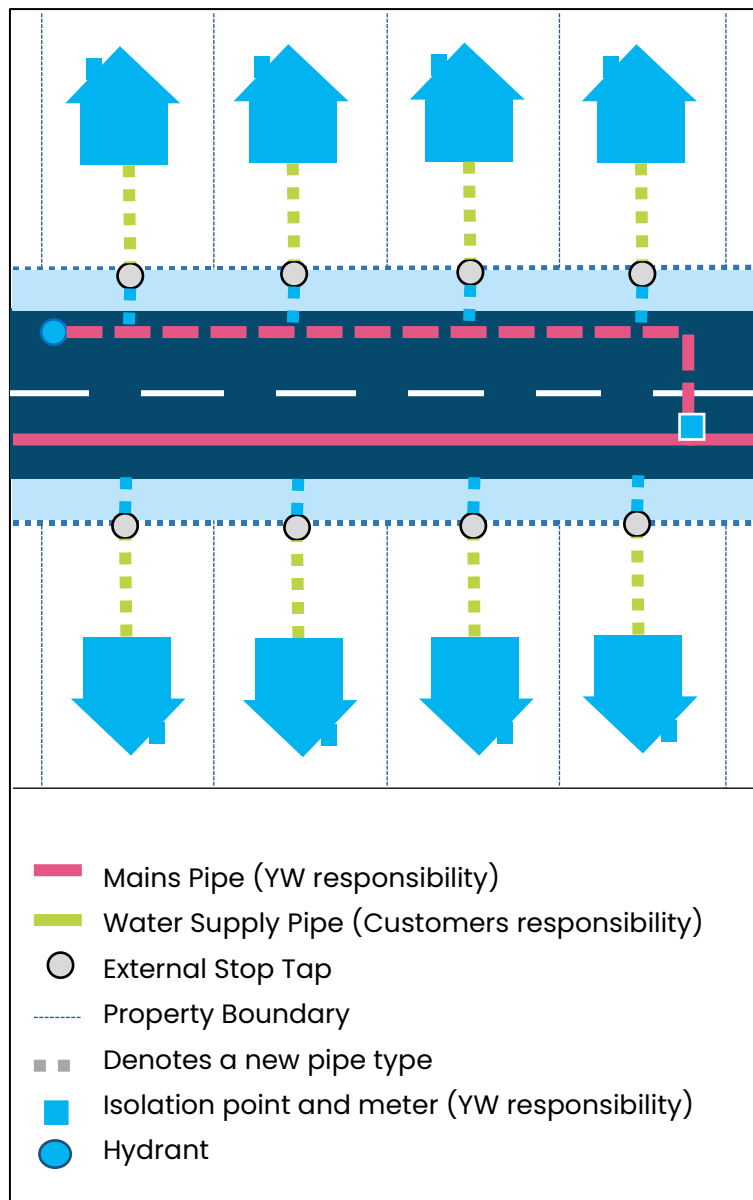 Mains Pipe (YW responsibility)
Water Supply Pipe (Customers responsibility)
External Stop Tap
Property Boundary
Denotes a new pipe type
Isolation point and meter (YW responsibility)
Hydrant